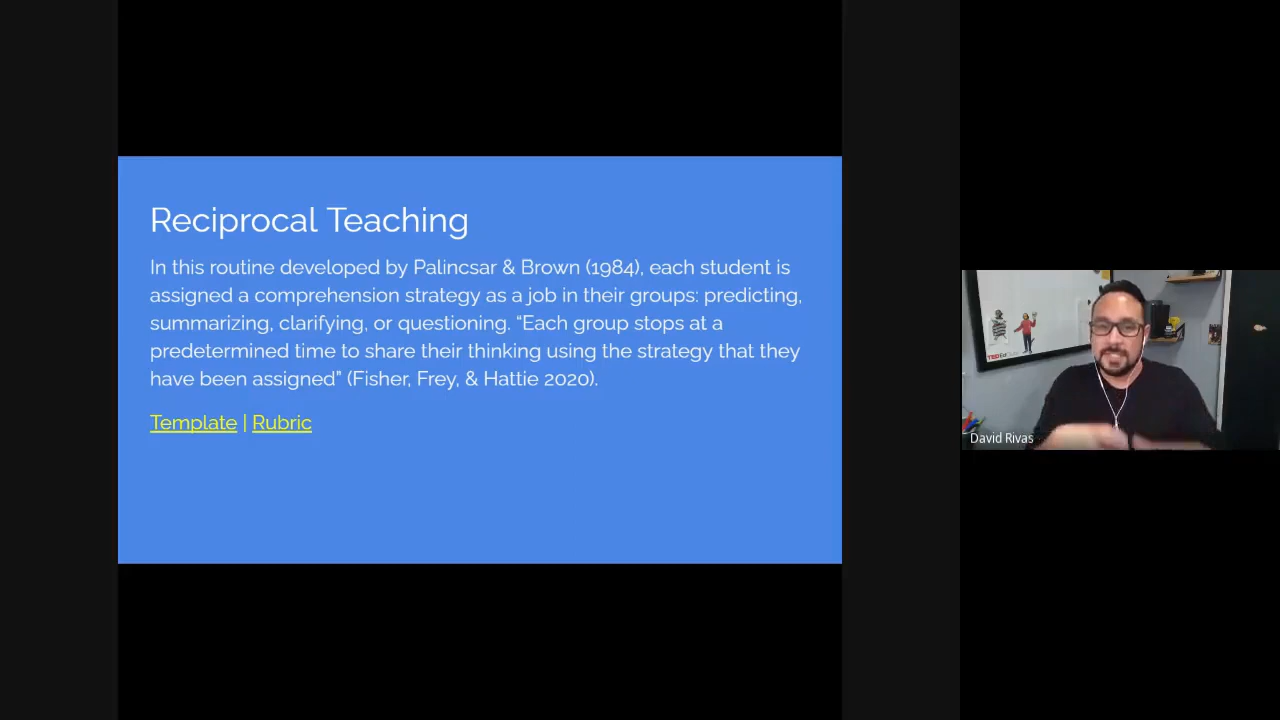 Reciprocal Teaching
In this routine developed by Palincsar & Brown (1984), each student is
assigned a comprehension strategy as a job in their groups: predicting,
summarizing, clarifying, or questioning. “Each group stops at a
predetermined time to share their thinking using the strategy that they
have been assigned” (Fisher, Frey, & Hattie 2020).
Template | Rubric
David Rivas